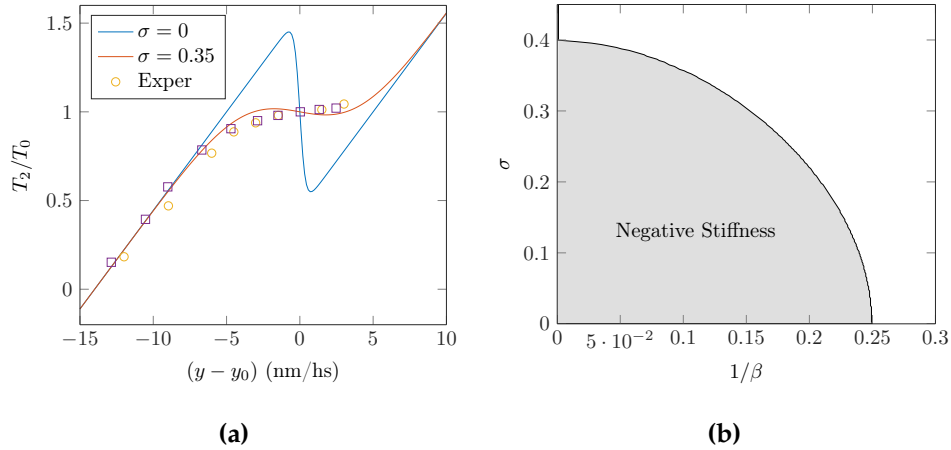 1.5
1
0.5
0
T₂/T₀
σ = 0
σ = 0.35
Exper
−15 −10 −5 0 5 10
(y − y₀) (nm/hs)
(a)
0.4
0.3
0.2
0.1
0
σ
Negative Stiffness
0 5 · 10⁻² 0.1 0.15 0.2 0.25 0.3
1/β
(b)